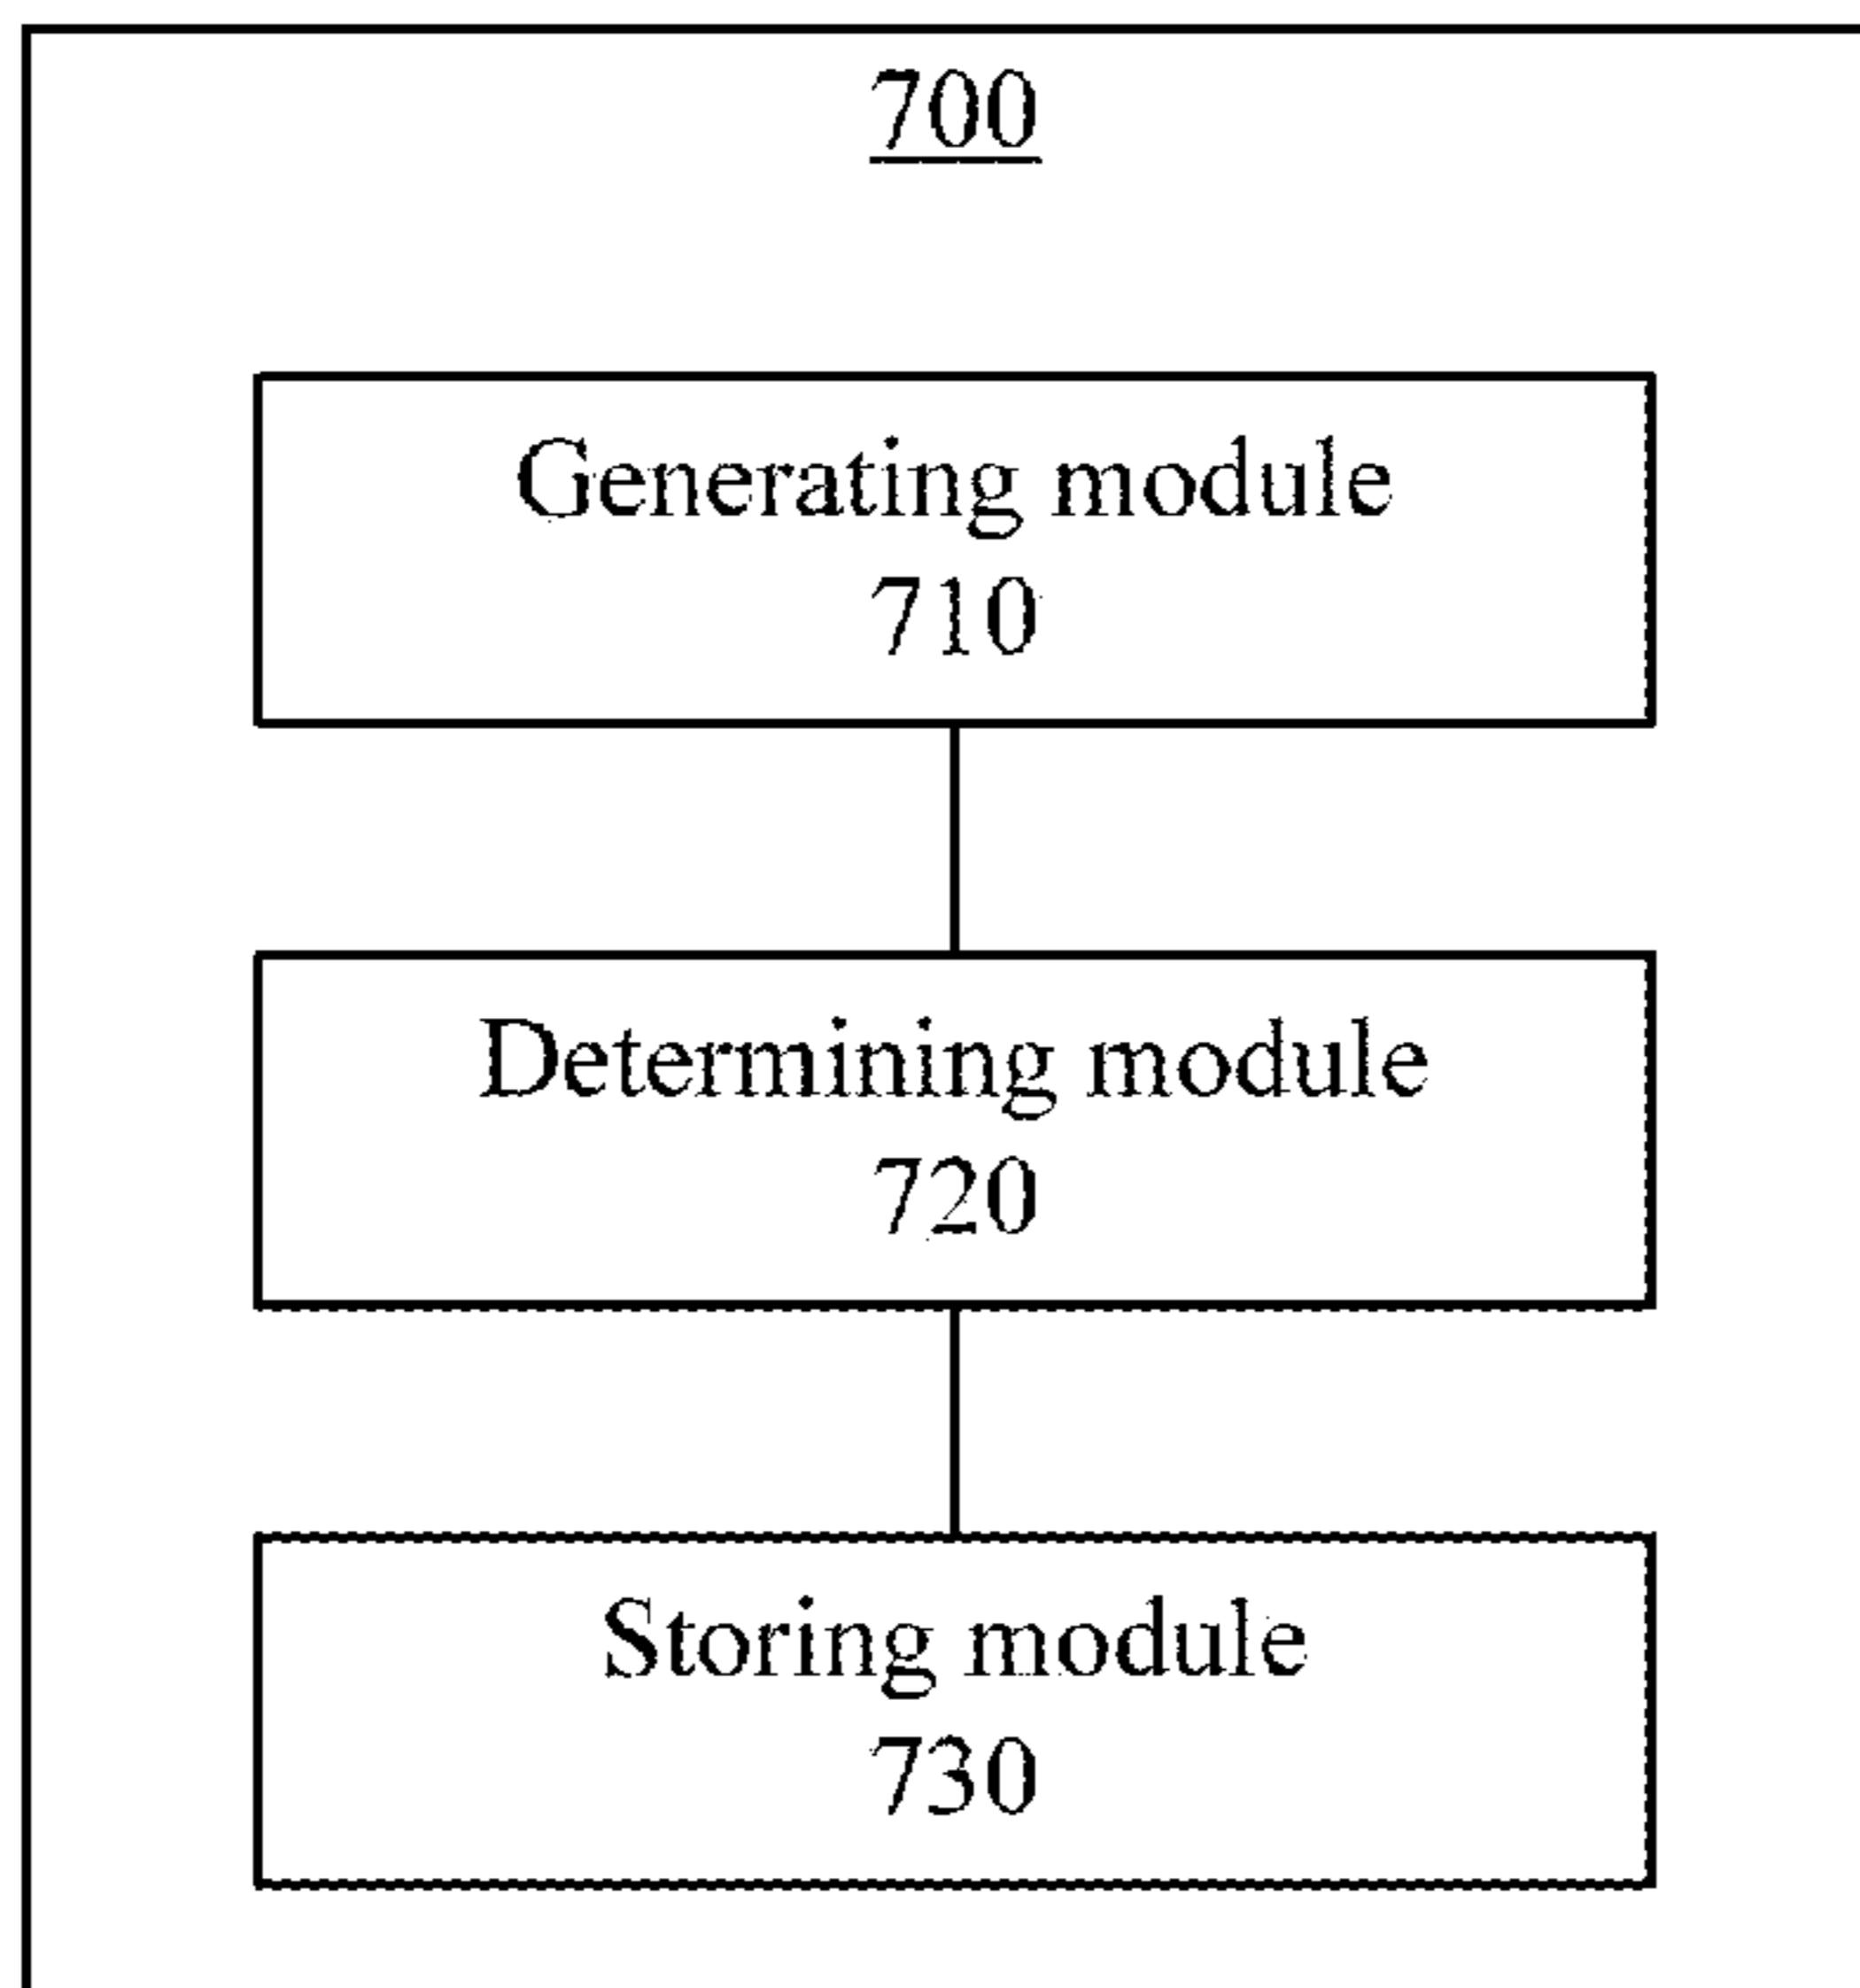 700
Generating module
710
Determining module
720
Storing module
730